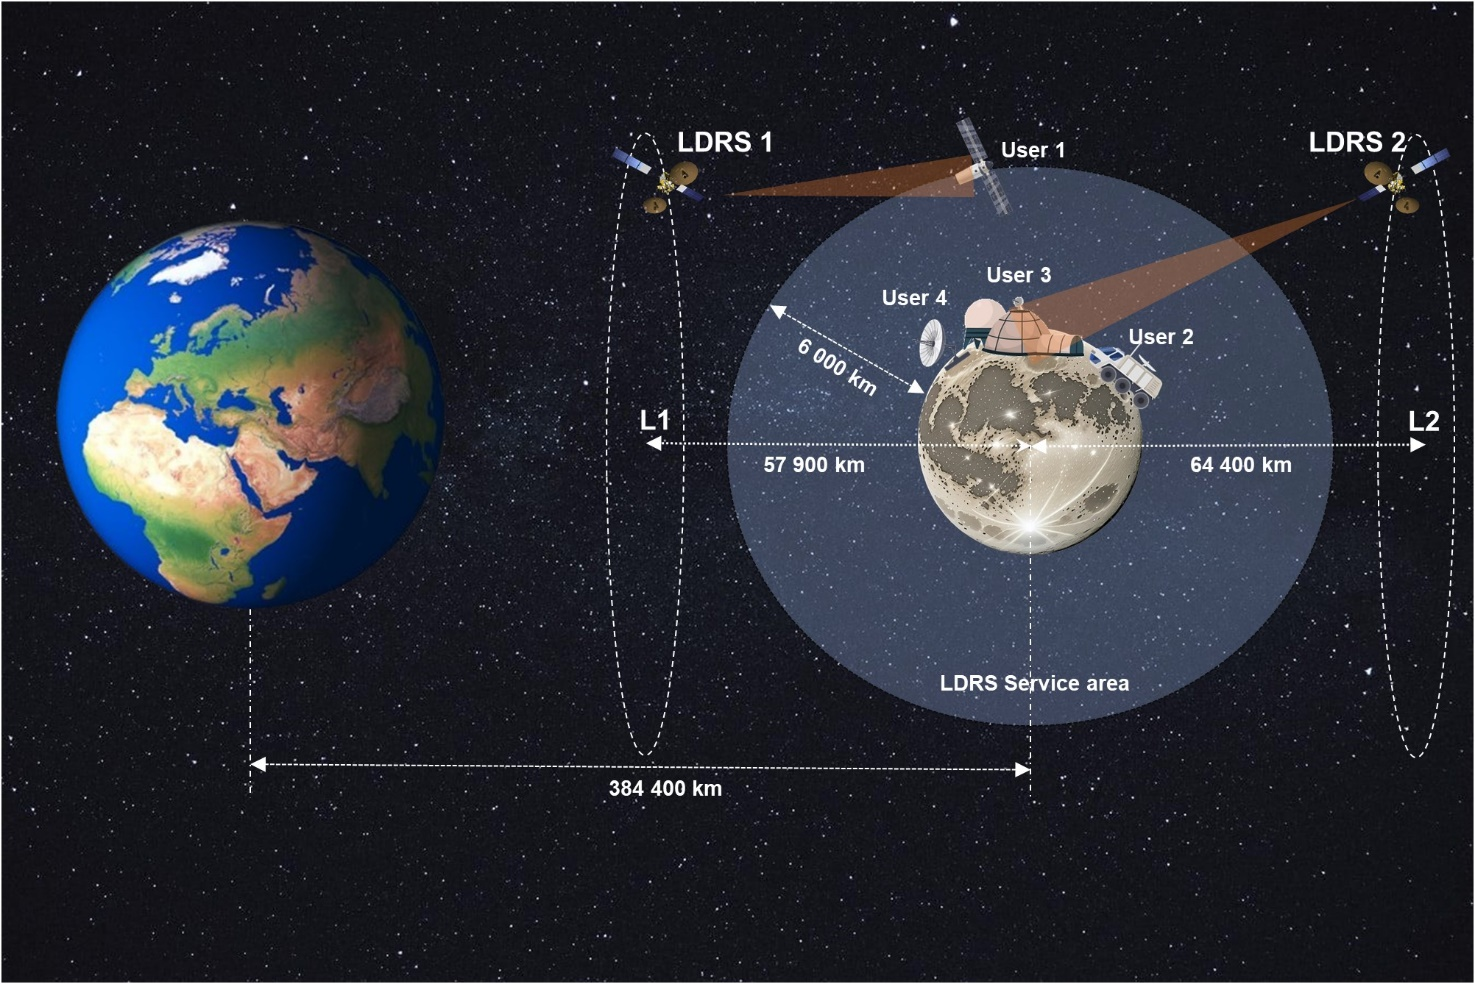 LDRS 1
User 1
LDRS 2
User 3
User 4
User 2
6 000 km
L1
L2
57 900 km
64 400 km
LDRS Service area
384 400 km